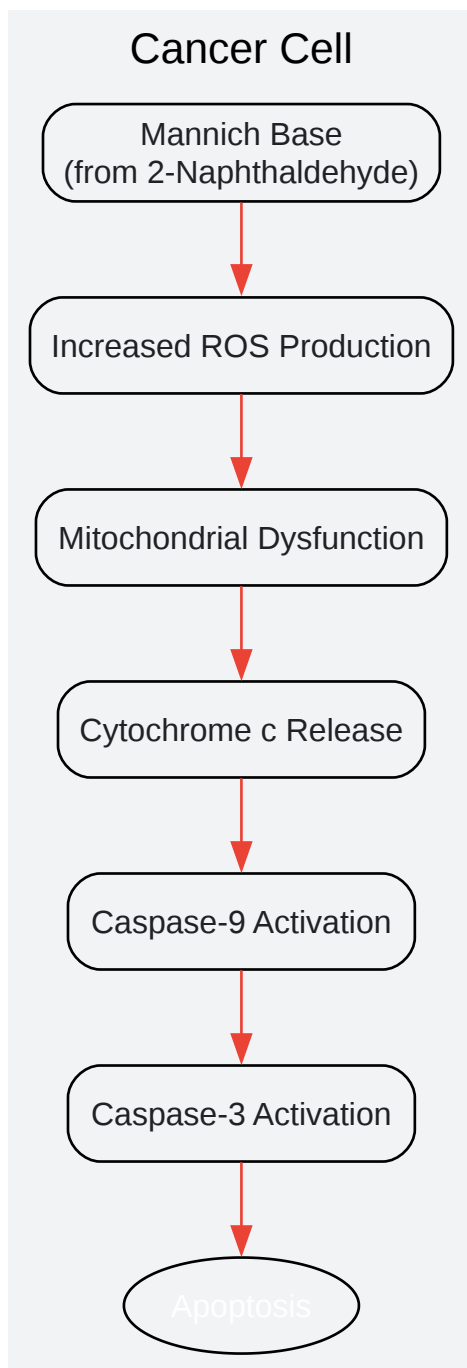 Cancer Cell
Mannich Base
(from 2-Naphthaldehyde)
Increased ROS Production
Mitochondrial Dysfunction
Cytochrome c Release
Caspase-9 Activation
Caspase-3 Activation
Apoptosis